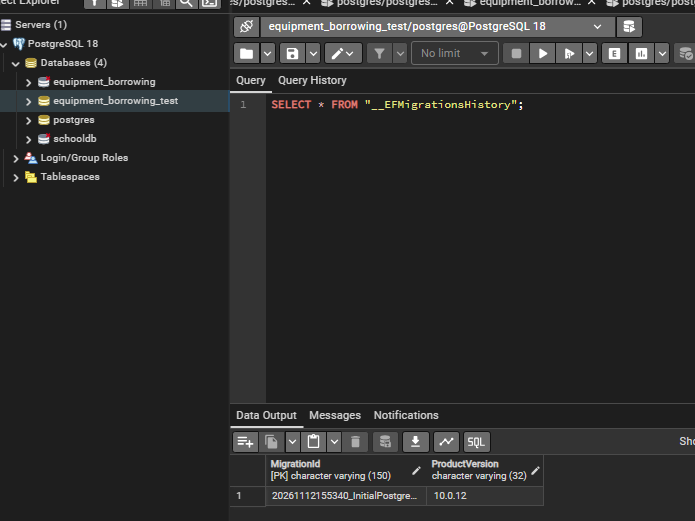 ect Explorer
es/postgres...
postgres/postgres...
equipment_borrow...
postgres/
Servers (1)
PostgreSQL 18
Databases (4)
equipment_borrowing
equipment_borrowing_test
postgres
schooldb
Login/Group Roles
Tablespaces
equipment_borrowing_test/postgres@PostgreSQL 18
No limit
E
Query
Query History
1
SELECT * FROM "__EFMigrationsHistory";
Data Output
Messages
Notifications
SQL
Sho
MigrationId
[PK] character varying (150)
ProductVersion
character varying (32)
1
20261112155340_InitialPostgre...
10.0.12